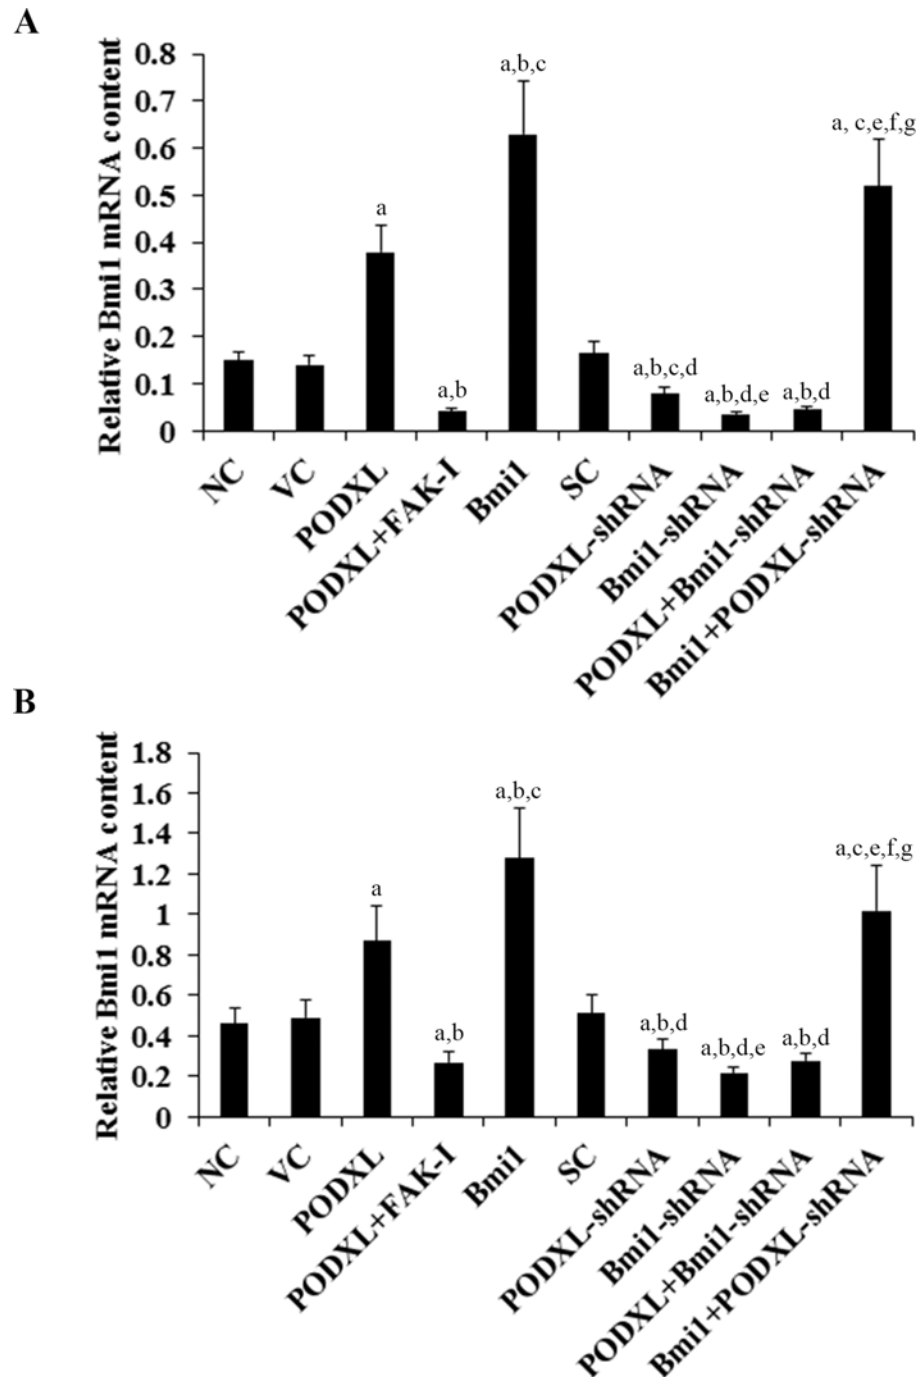 A
Relative Bmi1 mRNA content
0.8
0.7
0.6
0.5
0.4
0.3
0.2
0.1
0
a
a,b
a,b,c
a,b,c,d
a,b,d,e
a,b,d
a, c,e,f,g
NC
VC
PODXL
PODXL+FAK-I
Bmi1
SC
PODXL-shRNA
Bmi1-shRNA
PODXL+Bmi1-shRNA
Bmi1+PODXL-shRNA
B
Relative Bmi1 mRNA content
1.8
1.6
1.4
1.2
1
0.8
0.6
0.4
0.2
0
a
a,b
a,b,c
a,b,d
a,b,d,e
a,b,d
a,c,e,f,g
NC
VC
PODXL
PODXL+FAK-I
Bmi1
SC
PODXL-shRNA
Bmi1-shRNA
PODXL+Bmi1-shRNA
Bmi1+PODXL-shRNA